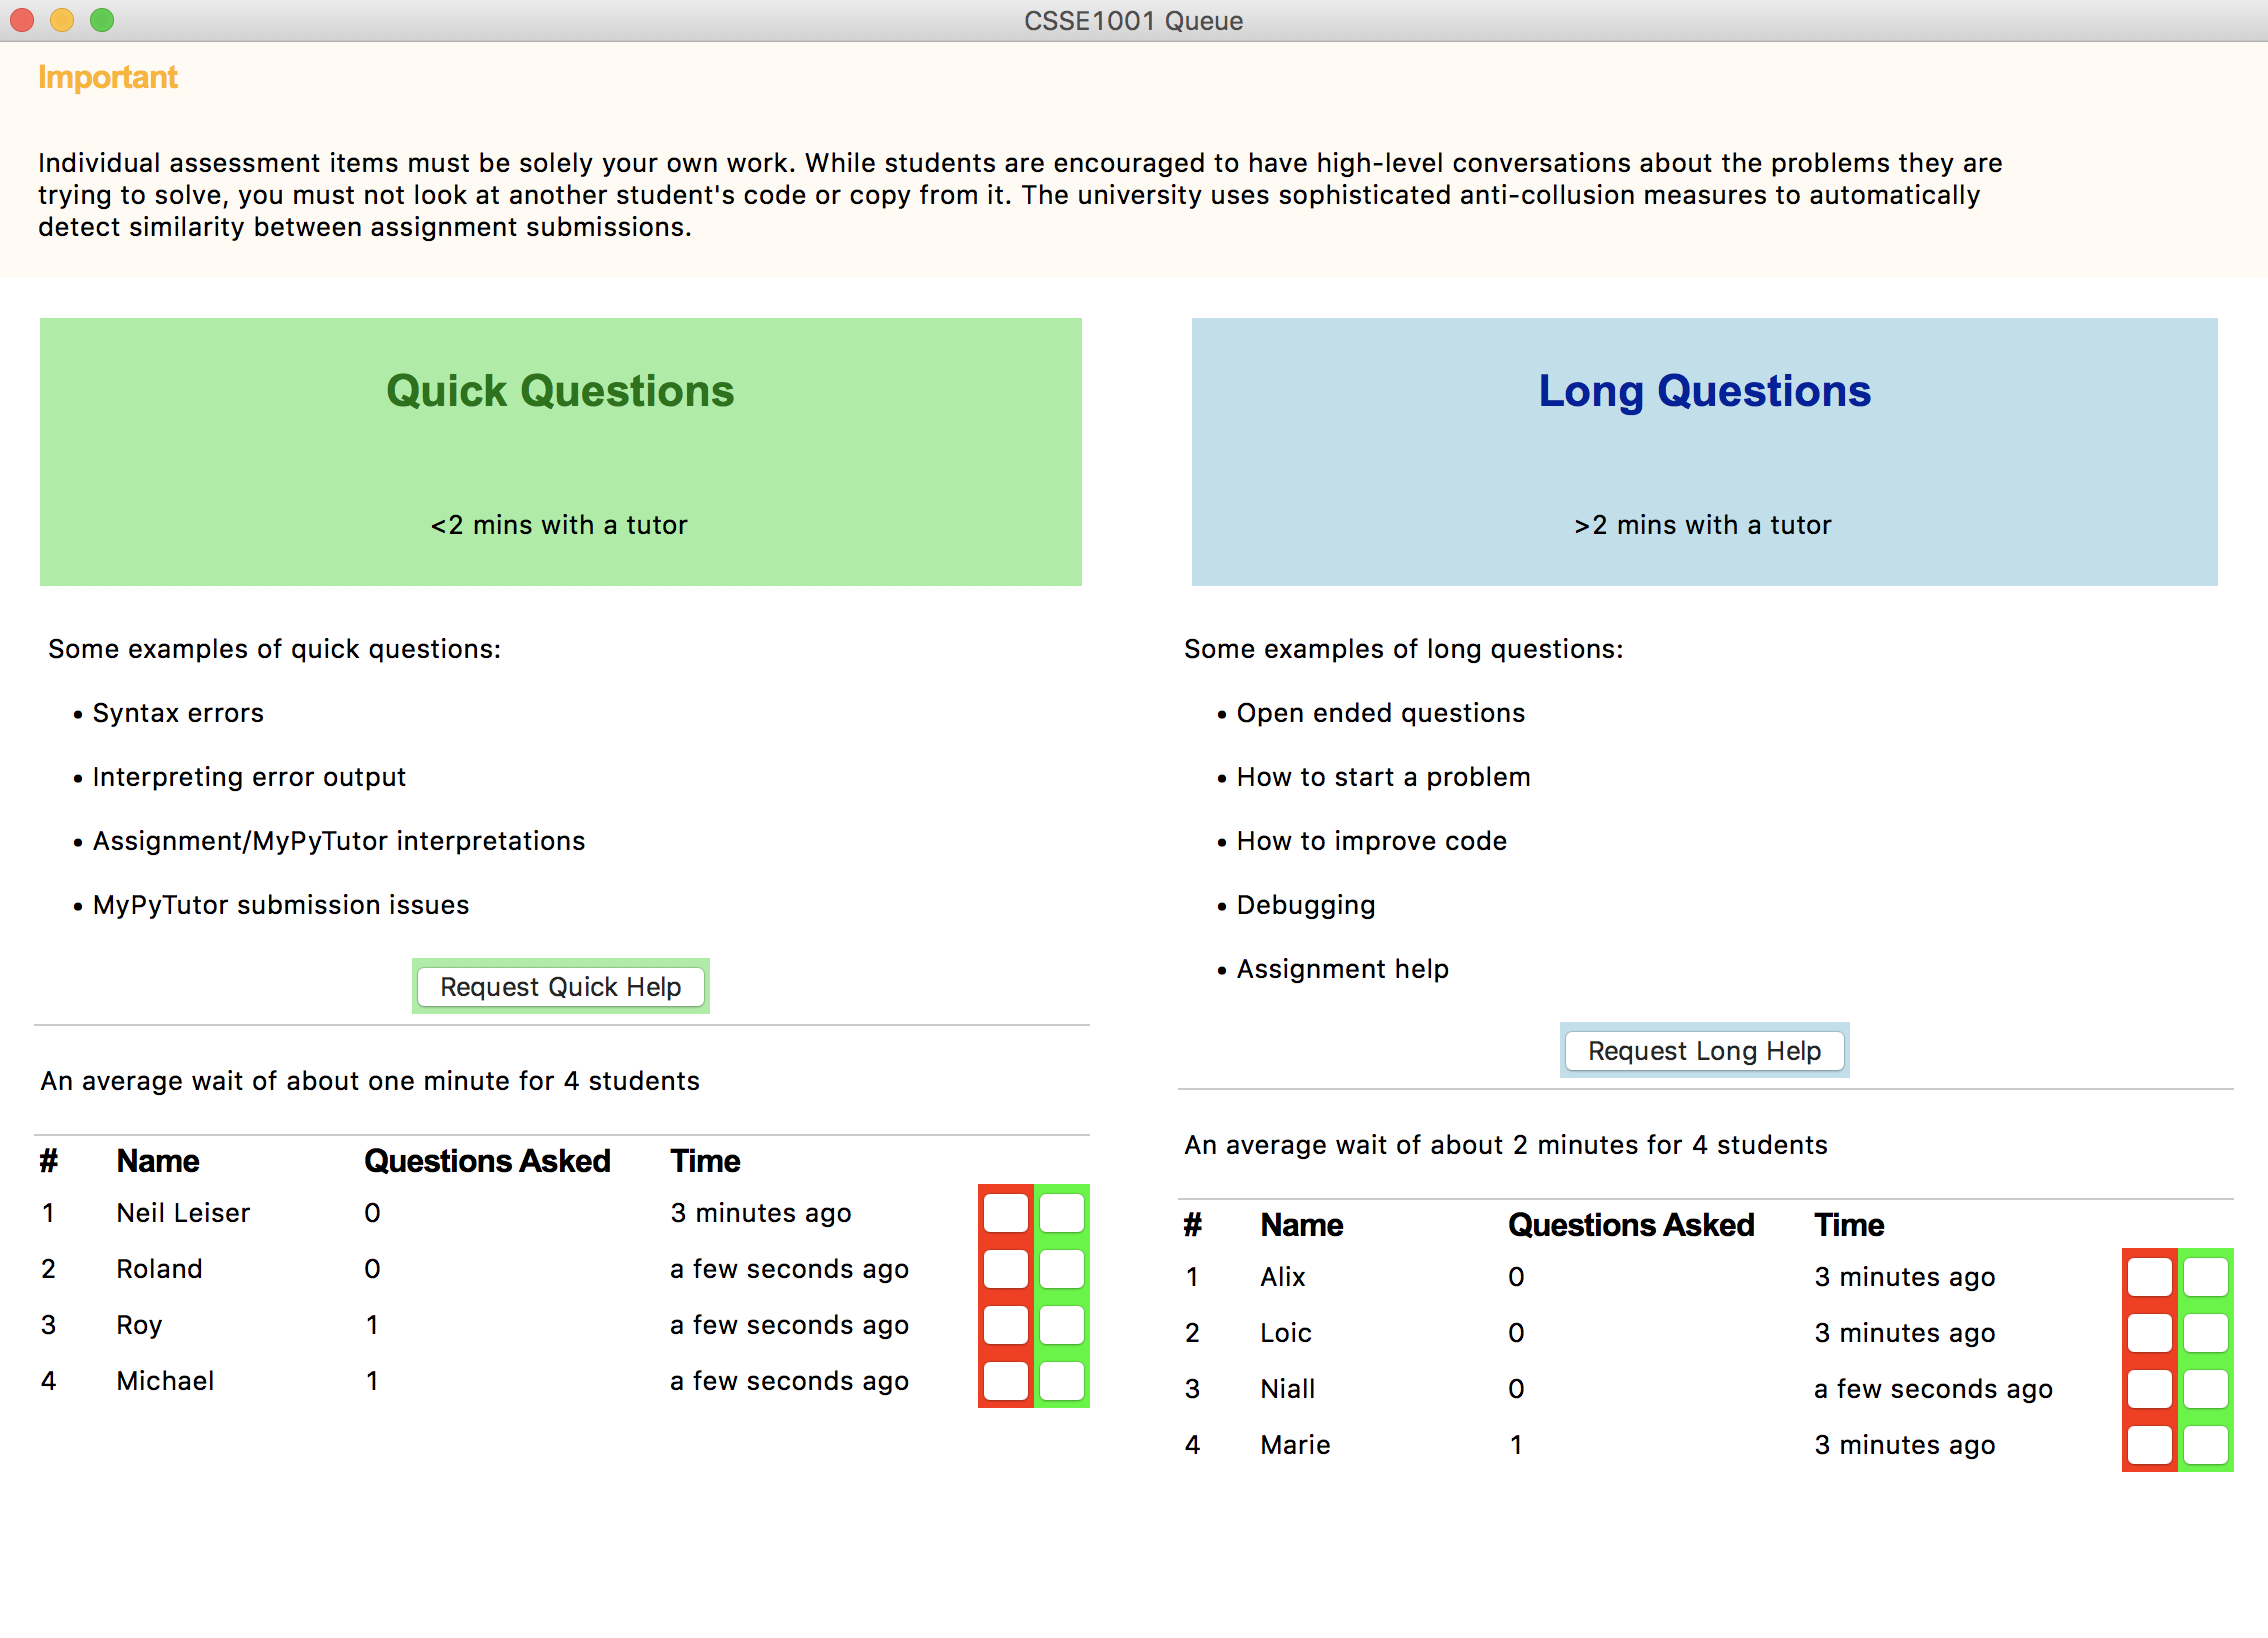 CSSE1001 Queue
Important
Individual assessment items must be solely your own work. While students are encouraged to have high-level conversations about the problems they are
trying to solve, you must not look at another student's code or copy from it. The university uses sophisticated anti-collusion measures to automatically
detect similarity between assignment submissions.
Quick Questions
<2 mins with a tutor
Some examples of quick questions:
• Syntax errors
• Interpreting error output
• Assignment/MyPyTutor interpretations
• MyPyTutor submission issues
Request Quick Help
An average wait of about one minute for 4 students
# Name Questions Asked Time
1 Neil Leiser 0 3 minutes ago
2 Roland 0 a few seconds ago
3 Roy 1 a few seconds ago
4 Michael 1 a few seconds ago
Long Questions
>2 mins with a tutor
Some examples of long questions:
• Open ended questions
• How to start a problem
• How to improve code
• Debugging
• Assignment help
Request Long Help
An average wait of about 2 minutes for 4 students
# Name Questions Asked Time
1 Alix 0 3 minutes ago
2 Loic 0 3 minutes ago
3 Niall 0 a few seconds ago
4 Marie 1 3 minutes ago